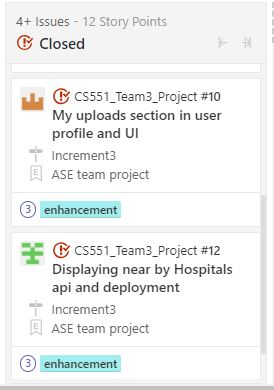 4+ Issues - 12 Story Points
Closed
CS551_Team3_Project #10
My uploads section in user
profile and UI
Increment3
E ASE team project
3 enhancement
CS551_Team3_Project #12
Displaying near by Hospitals
api and deployment
Increment3
E ASE team project
3 enhancement